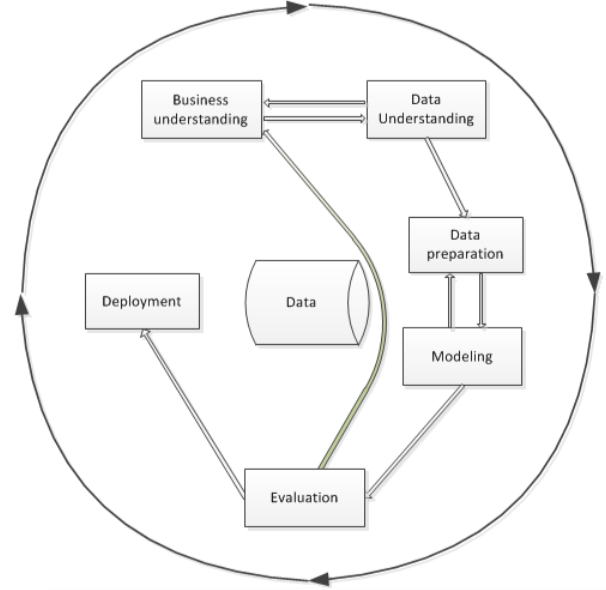 Business
understanding
Data
Understanding
Data
preparation
Deployment
Data
Modeling
Evaluation